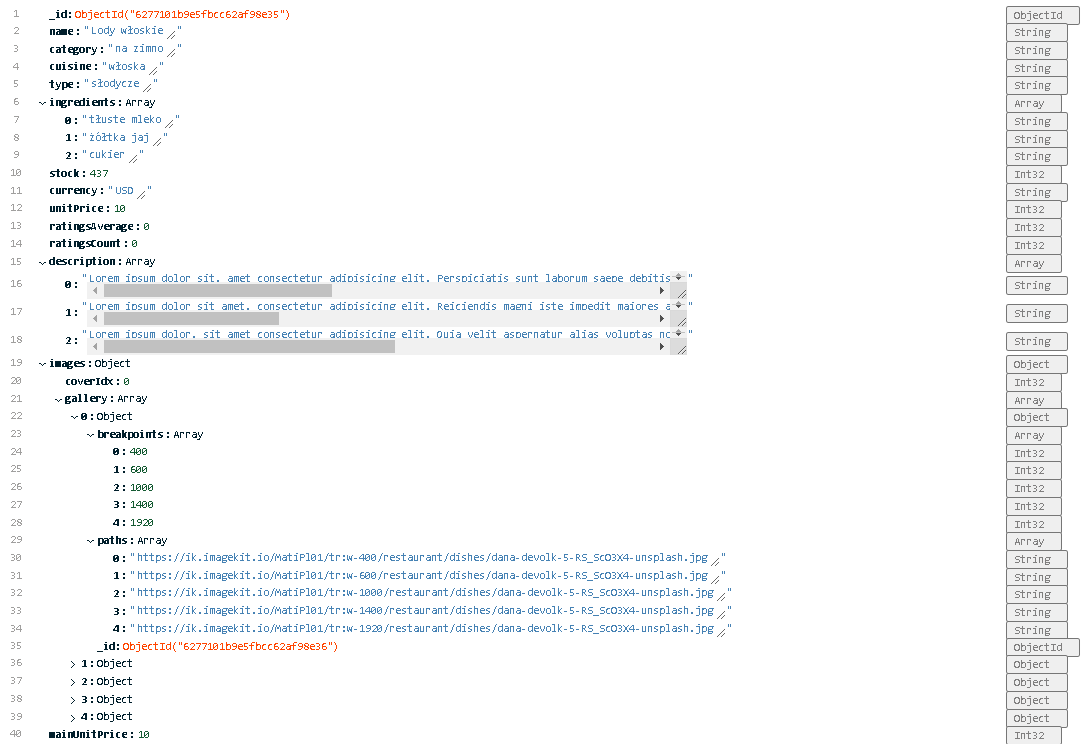 1 _id: ObjectId("6277101b9e5fbcc62af98e35") ObjectId
2 name: "Lody włoskie" String
3 category: "na zimno" String
4 cuisine: "włoska" String
5 type: "słodycze" String
6 ingredients: Array Array
7 0: "tłuste mleko" String
8 1: "żółtka jaj" String
9 2: "cukier" String
10 stock: 437 Int32
11 currency: "USD" String
12 unitPrice: 10 Int32
13 ratingsAverage: 0 Int32
14 ratingsCount: 0 Int32
15 description: Array Array
16 0: "Lorem ipsum dolor sit, amet consectetur adipisicing elit. Perspiciatis sunt laborum saepe debitis" String
17 1: "Lorem ipsum dolor sit amet, consectetur adipisicing elit. Reiciendis magni iste impedit maiores a" String
18 2: "Lorem ipsum dolor, sit amet consectetur adipisicing elit. Quia velit aspernatur alias voluptas no" String
19 images: Object Object
20 coverIdx: 0 Int32
21 gallery: Array Array
22 0: Object Object
23 breakpoints: Array Array
24 0: 400 Int32
25 1: 600 Int32
26 2: 1000 Int32
27 3: 1400 Int32
28 4: 1920 Int32
29 paths: Array Array
30 0: "https://ik.imagekit.io/MatiPl01/tr:w-400/restaurant/dishes/dana-devolk-5-RS_ScO3X4-unsplash.jpg" String
31 1: "https://ik.imagekit.io/MatiPl01/tr:w-600/restaurant/dishes/dana-devolk-5-RS_ScO3X4-unsplash.jpg" String
32 2: "https://ik.imagekit.io/MatiPl01/tr:w-1000/restaurant/dishes/dana-devolk-5-RS_ScO3X4-unsplash.jpg" String
33 3: "https://ik.imagekit.io/MatiPl01/tr:w-1400/restaurant/dishes/dana-devolk-5-RS_ScO3X4-unsplash.jpg" String
34 4: "https://ik.imagekit.io/MatiPl01/tr:w-1920/restaurant/dishes/dana-devolk-5-RS_ScO3X4-unsplash.jpg" String
35 _id: ObjectId("6277101b9e5fbcc62af98e36") ObjectId
36 1: Object Object
37 2: Object Object
38 3: Object Object
39 4: Object Object
40 mainUnitPrice: 10 Int32